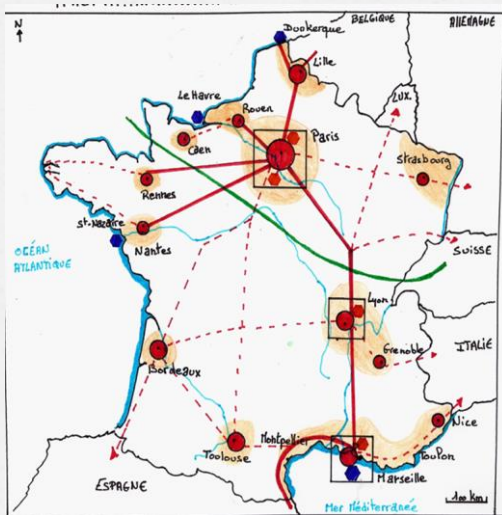 N
BELGIQUE
ALLEMAGNE
Dunkerque
Lille
LUX.
Le Havre
Rouen
Caen
Paris
Strasbourg
Rennes
St-Nazaire
Nantes
OCÉAN
ATLANTIQUE
SUISSE
Lyon
Grenoble
ITALIE
Bordeaux
Nice
Montpellier
Toulouse
Toulon
Marseille
ESPAGNE
100 km
Mer Méditerranée